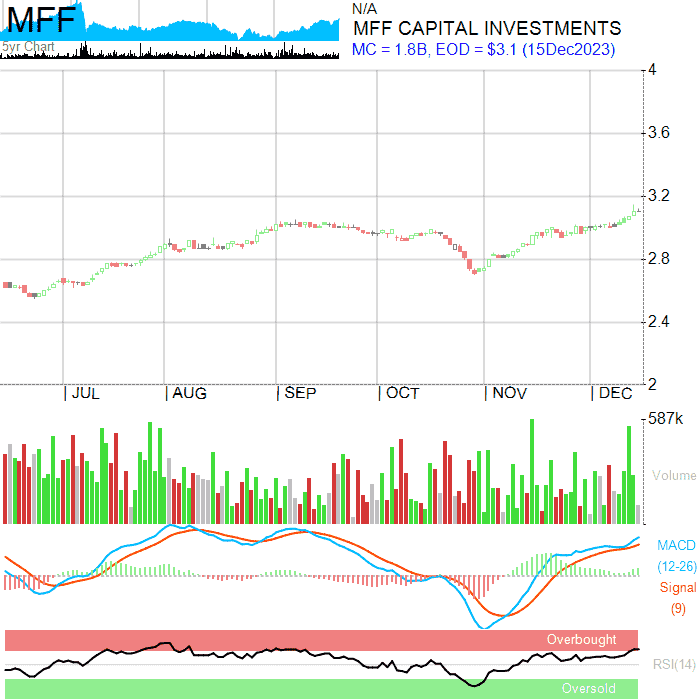 MFF
5yr Chart
N/A
MFF CAPITAL INVESTMENTS
MC = 1.8B, EOD = $3.1 (15Dec2023)
4
3.6
3.2
2.8
2.4
2
JUL
AUG
SEP
OCT
NOV
DEC
587k
Volume
MACD
(12-26)
Signal
(9)
Overbought
RSI(14)
Oversold